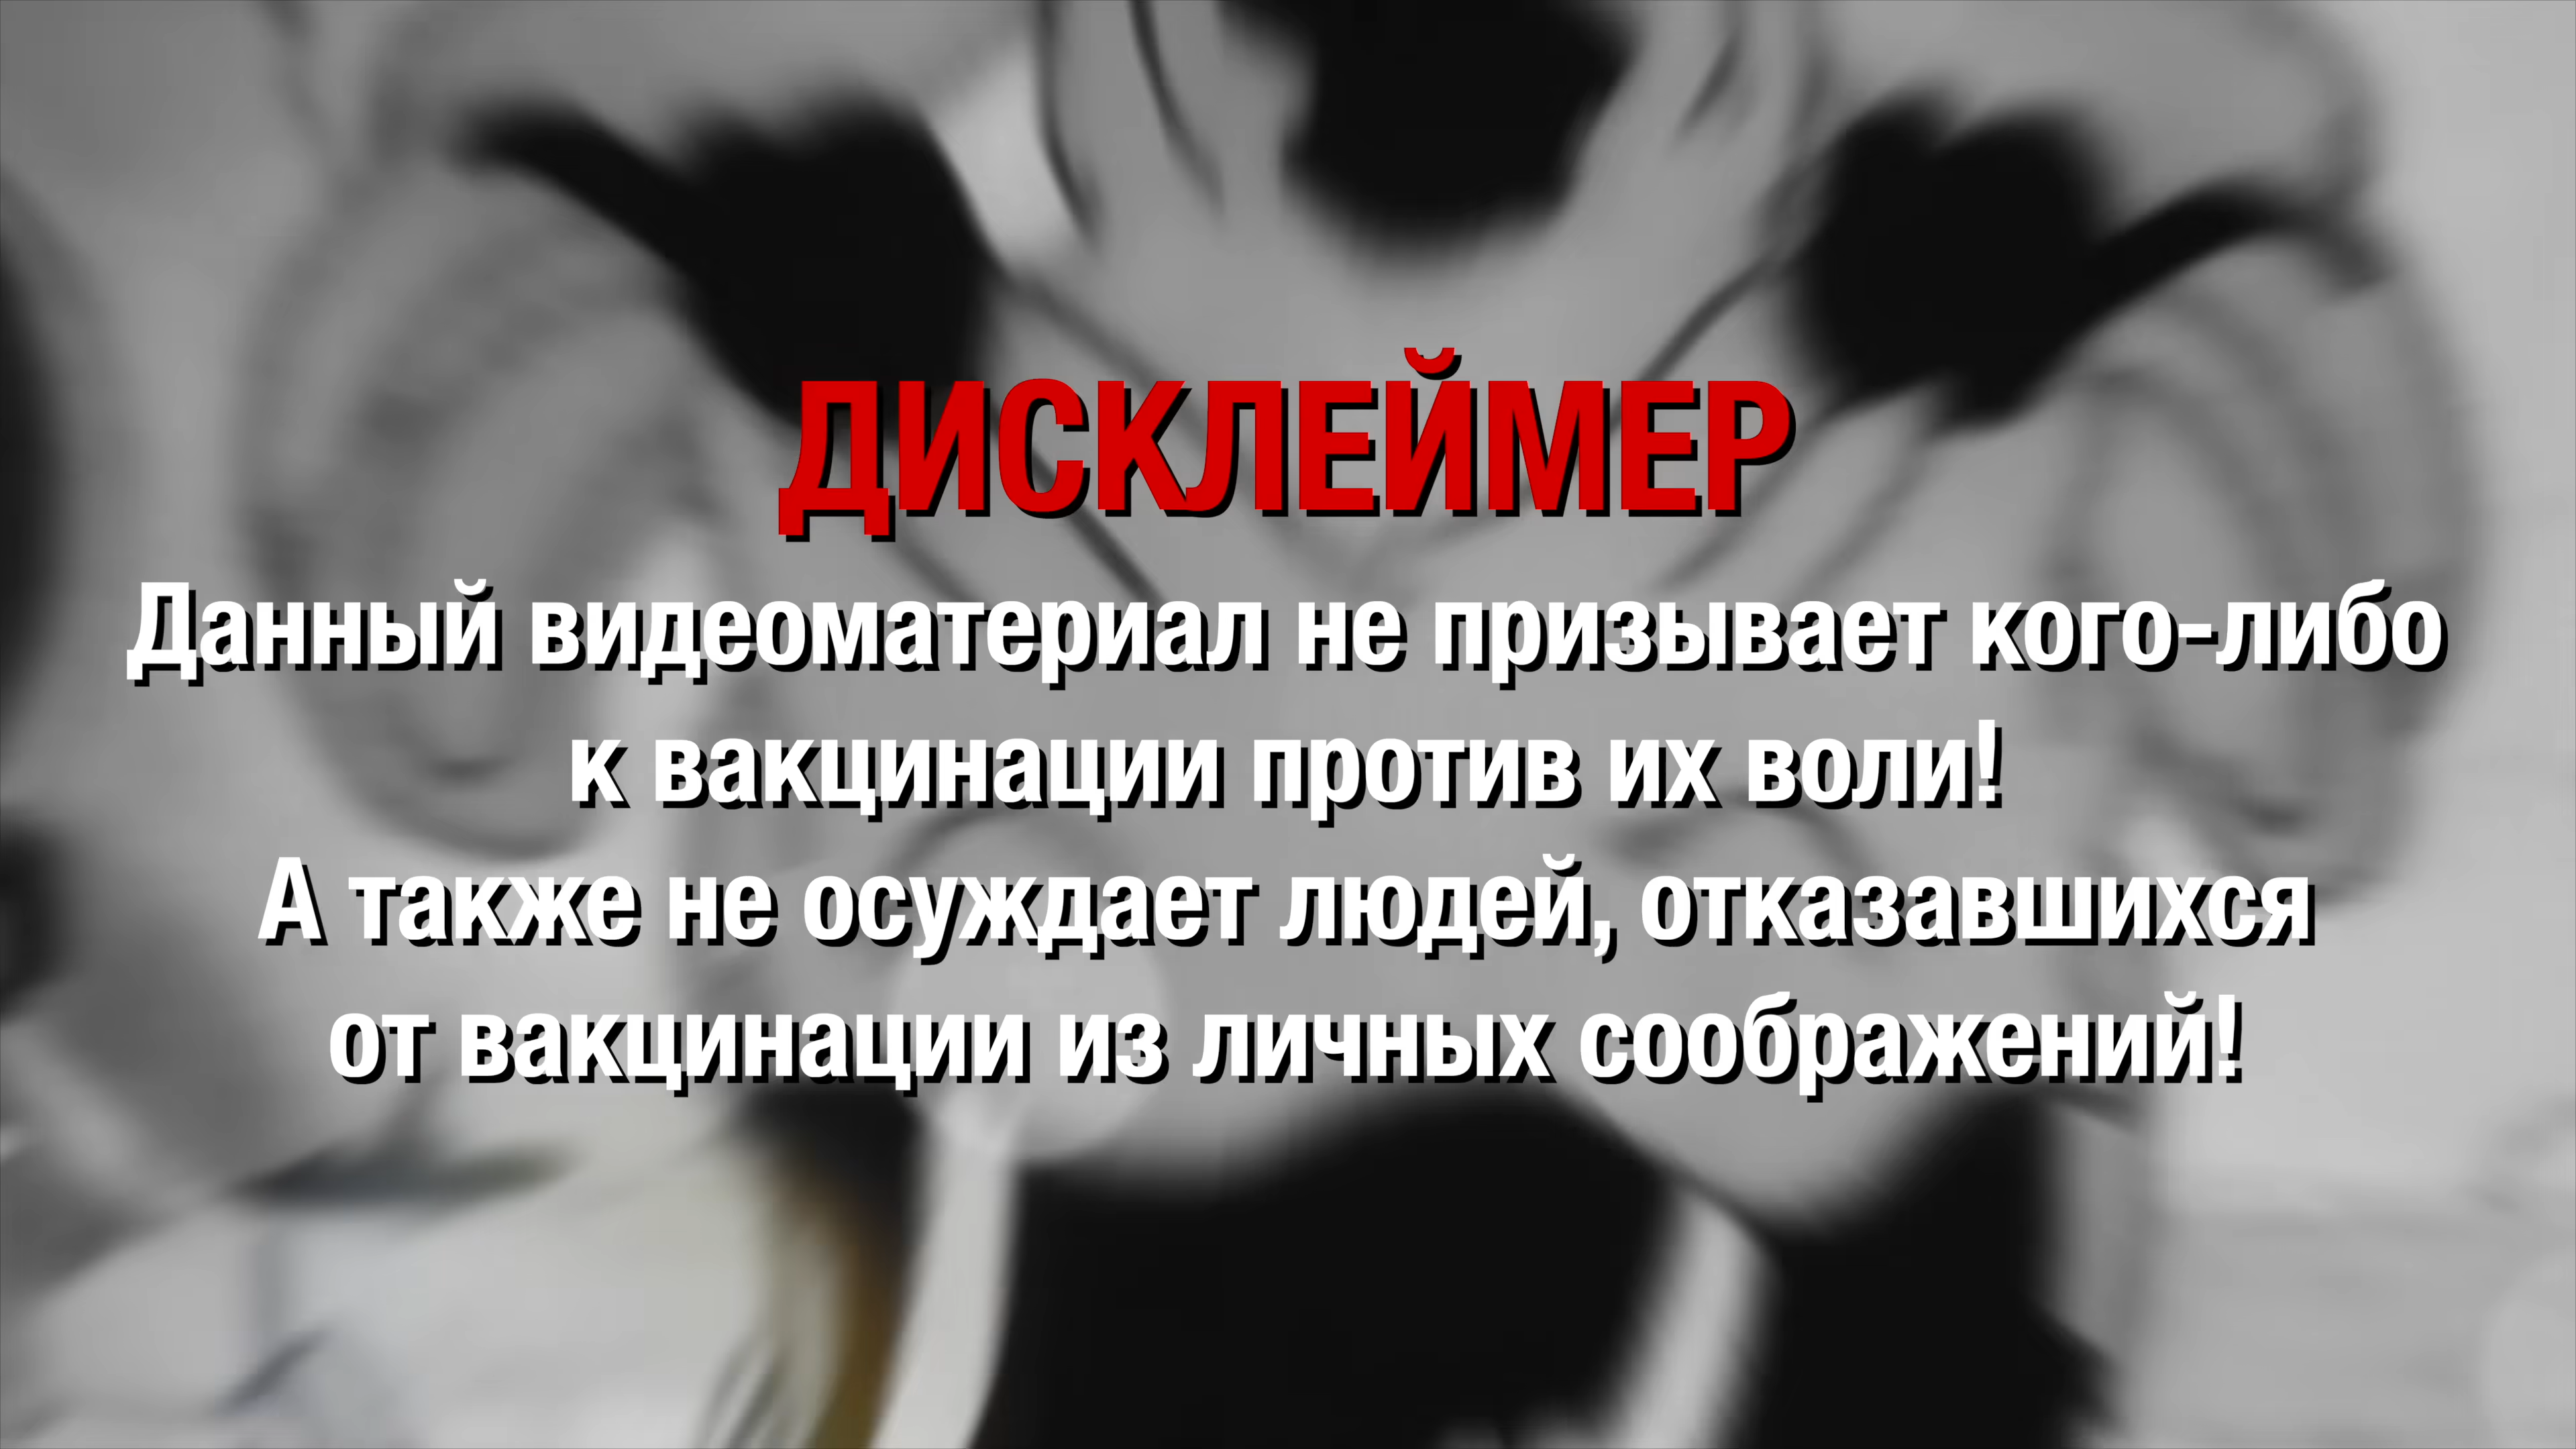 ДИСКЛЕЙМЕР
Данный видеоматериал не призывает кого-либо
к вакцинации против их воли!
А также не осуждает людей, отказавшихся
от вакцинации из личных соображений!